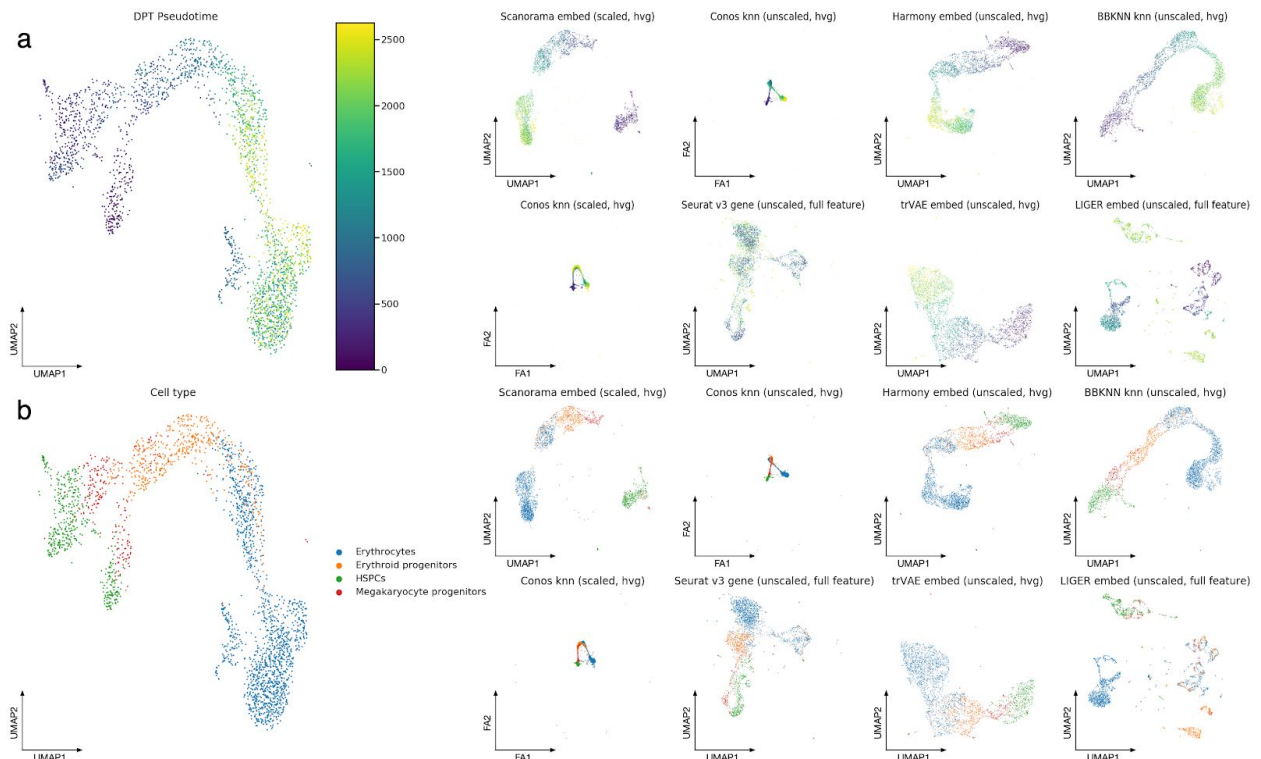 a
DPT Pseudotime
2500
2000
1500
1000
500
0
UMAP2
UMAP1
Scanorama embed (scaled, hvg)
UMAP2
UMAP1
Conos knn (unscaled, hvg)
FA2
FA1
Harmony embed (unscaled, hvg)
UMAP2
UMAP1
BBKNN knn (unscaled, hvg)
UMAP2
UMAP1
Conos knn (scaled, hvg)
FA2
FA1
Seurat v3 gene (unscaled, full feature)
UMAP2
UMAP1
trVAE embed (unscaled, hvg)
UMAP2
UMAP1
LIGER embed (unscaled, full feature)
UMAP2
UMAP1
b
Cell type
UMAP2
UMAP1
Erythrocytes
Erythroid progenitors
HSPCs
Megakaryocyte progenitors
Scanorama embed (scaled, hvg)
UMAP2
UMAP1
Conos knn (unscaled, hvg)
FA2
FA1
Harmony embed (unscaled, hvg)
UMAP2
UMAP1
BBKNN knn (unscaled, hvg)
UMAP2
UMAP1
Conos knn (scaled, hvg)
FA2
FA1
Seurat v3 gene (unscaled, full feature)
UMAP2
UMAP1
trVAE embed (unscaled, hvg)
UMAP2
UMAP1
LIGER embed (unscaled, full feature)
UMAP2
UMAP1